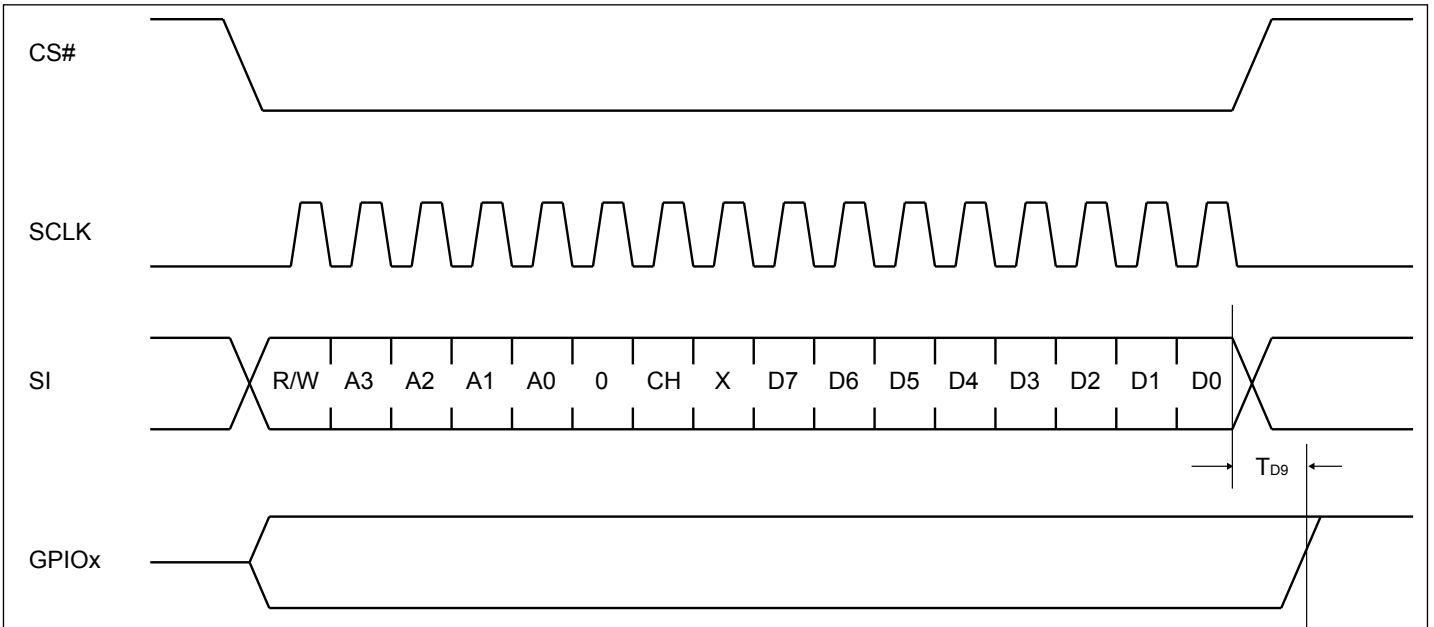 CS#
SCLK
SI R/W A3 A2 A1 A0 0 CH X D7 D6 D5 D4 D3 D2 D1 D0
TD9
GPIOx